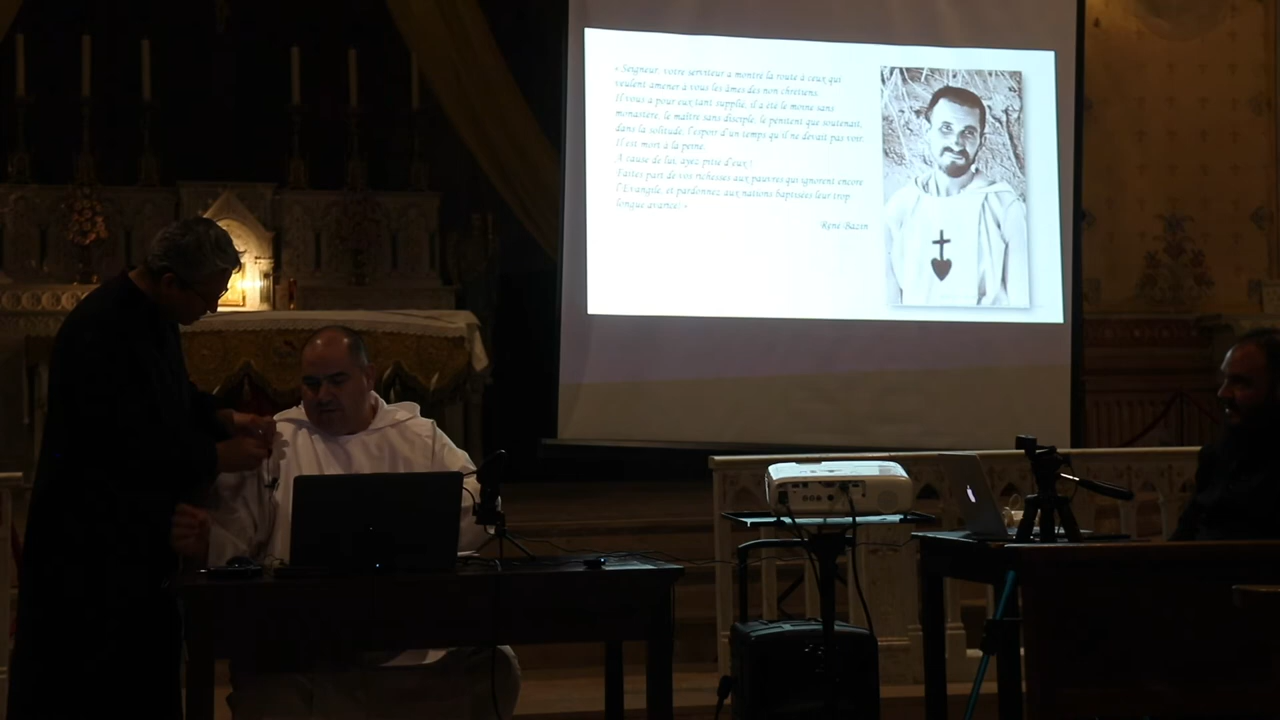 « Seigneur, votre serviteur a montré la route à ceux qui
veulent amener à vous les âmes des non chrétiens.
Il vous a pour eux tant supplié, il a été le moine sans
monastère, le maître sans disciple, le pénitent que soutenait,
dans la solitude, l'espoir d'un temps qu'il ne devait pas voir.
Il est mort à la peine.
A cause de lui, ayez pitié d'eux !
Faites part de vos richesses aux pauvres qui ignorent encore
l'Evangile, et pardonnez aux nations baptisées leur trop
longue avarice! »
René Bazin